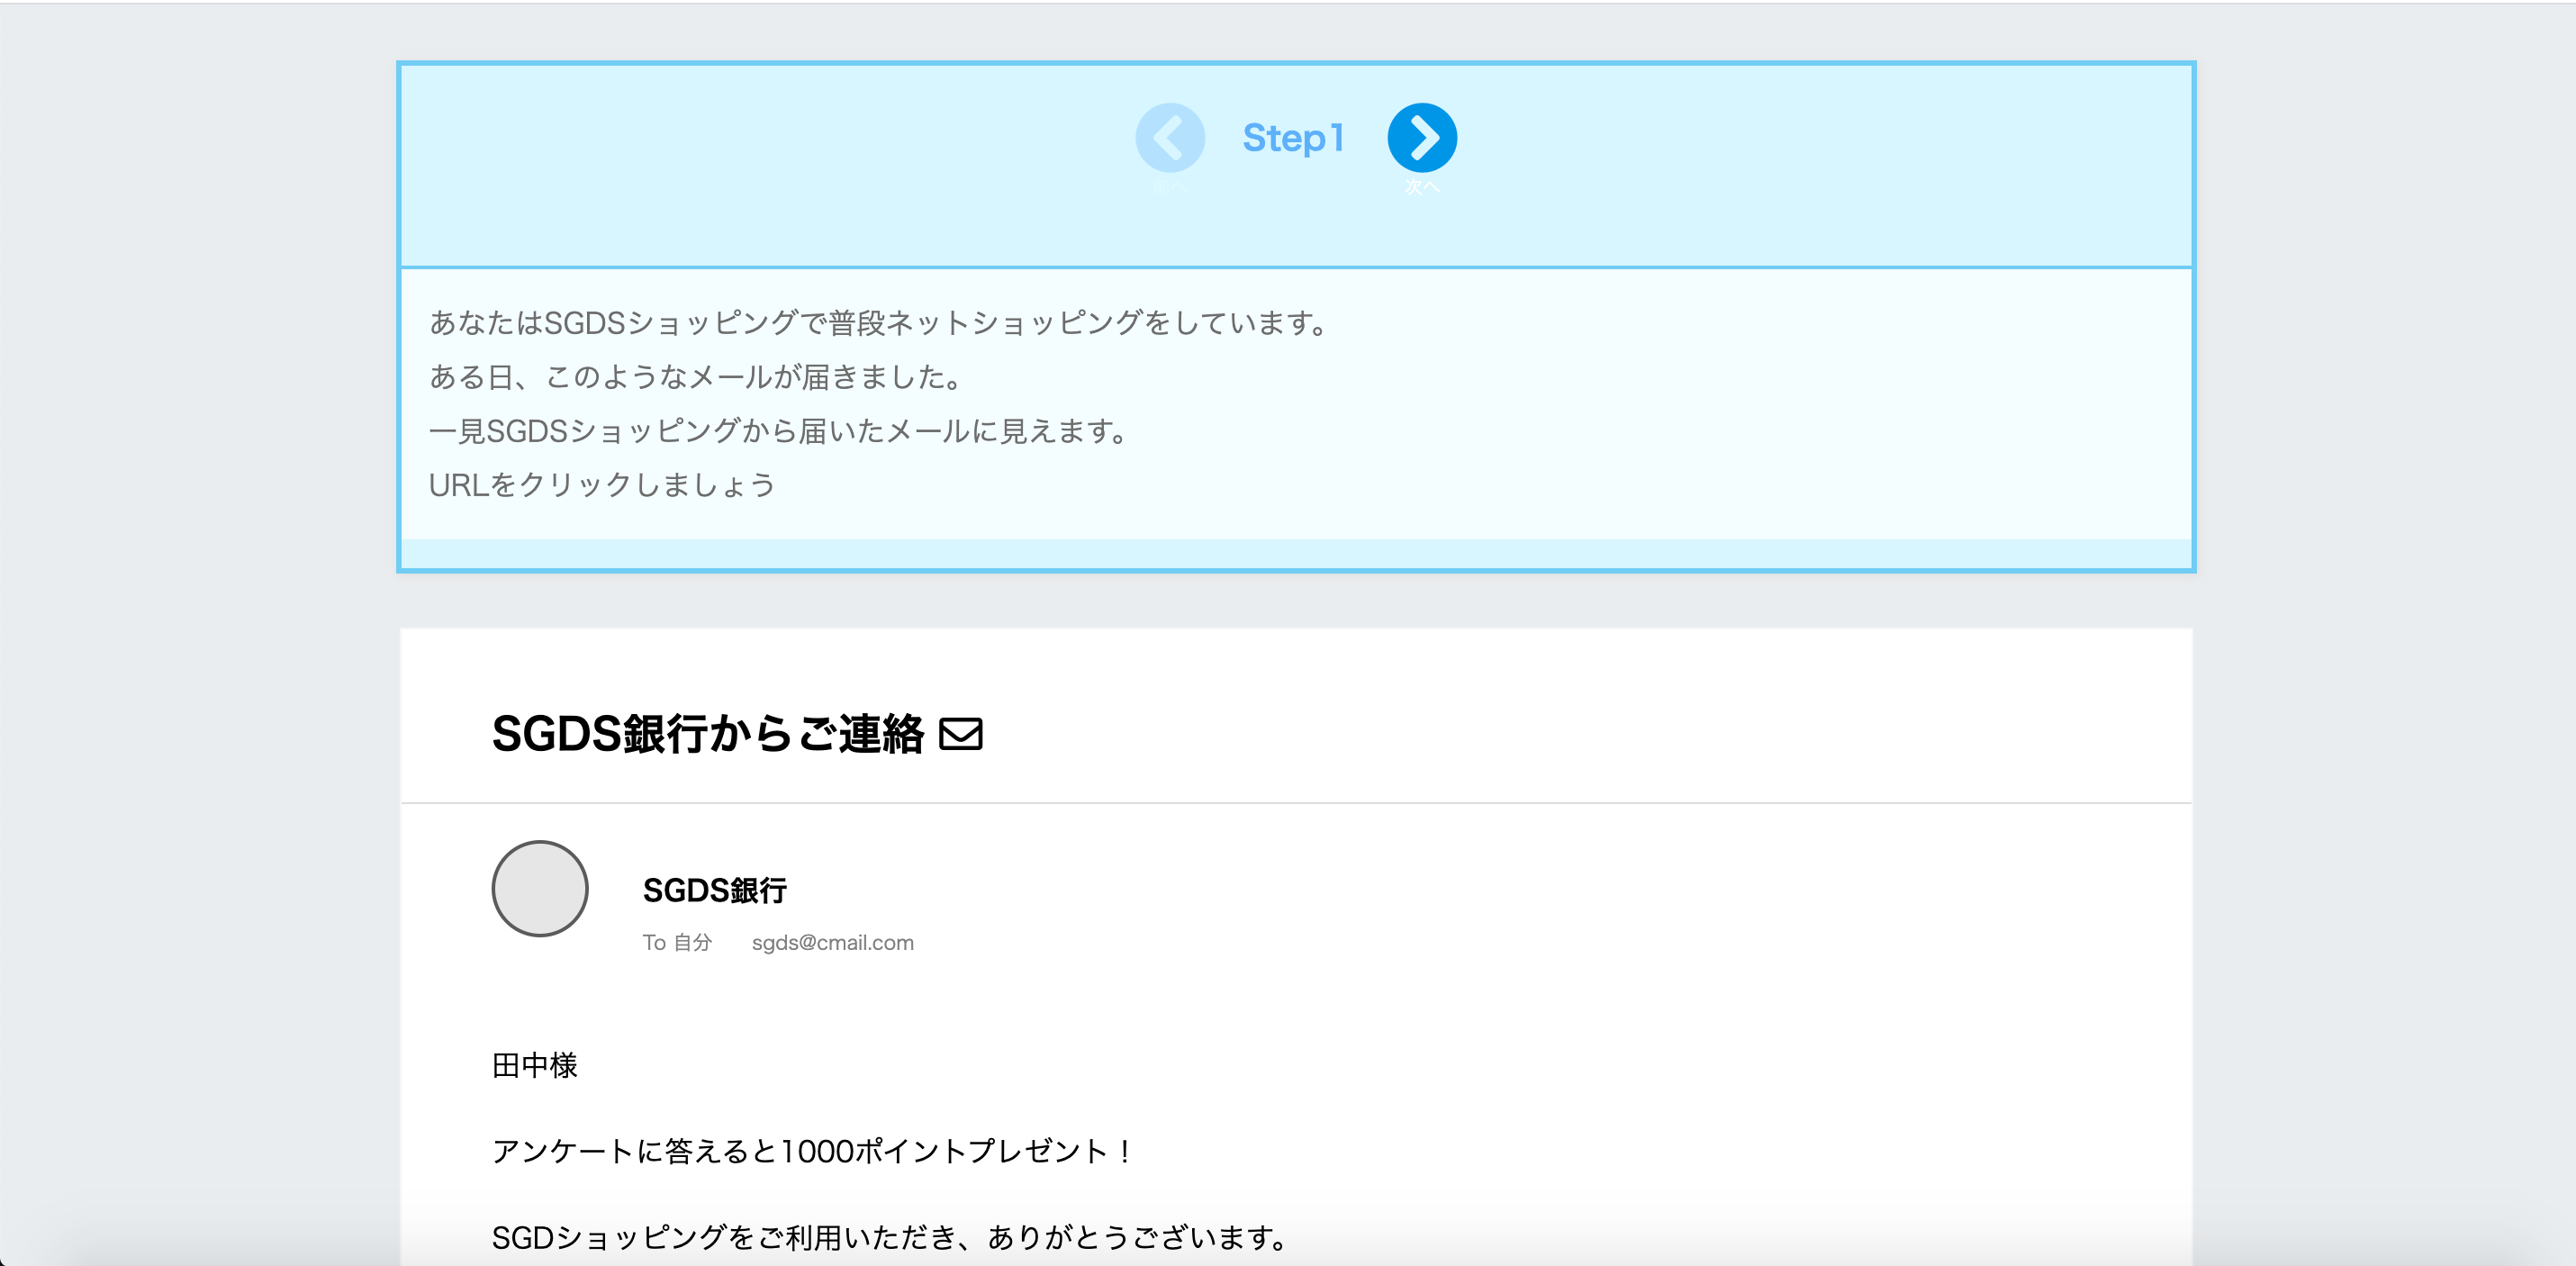 Step1
前へ
次へ
あなたはSGDSショッピングで普段ネットショッピングをしています。
ある日、このようなメールが届きました。
一見SGDSショッピングから届いたメールに見えます。
URLをクリックしましょう
SGDS銀行からご連絡
SGDS銀行
To 自分 sgds@cmail.com
田中様
アンケートに答えると1000ポイントプレゼント！
SGDショッピングをご利用いただき、ありがとうございます。